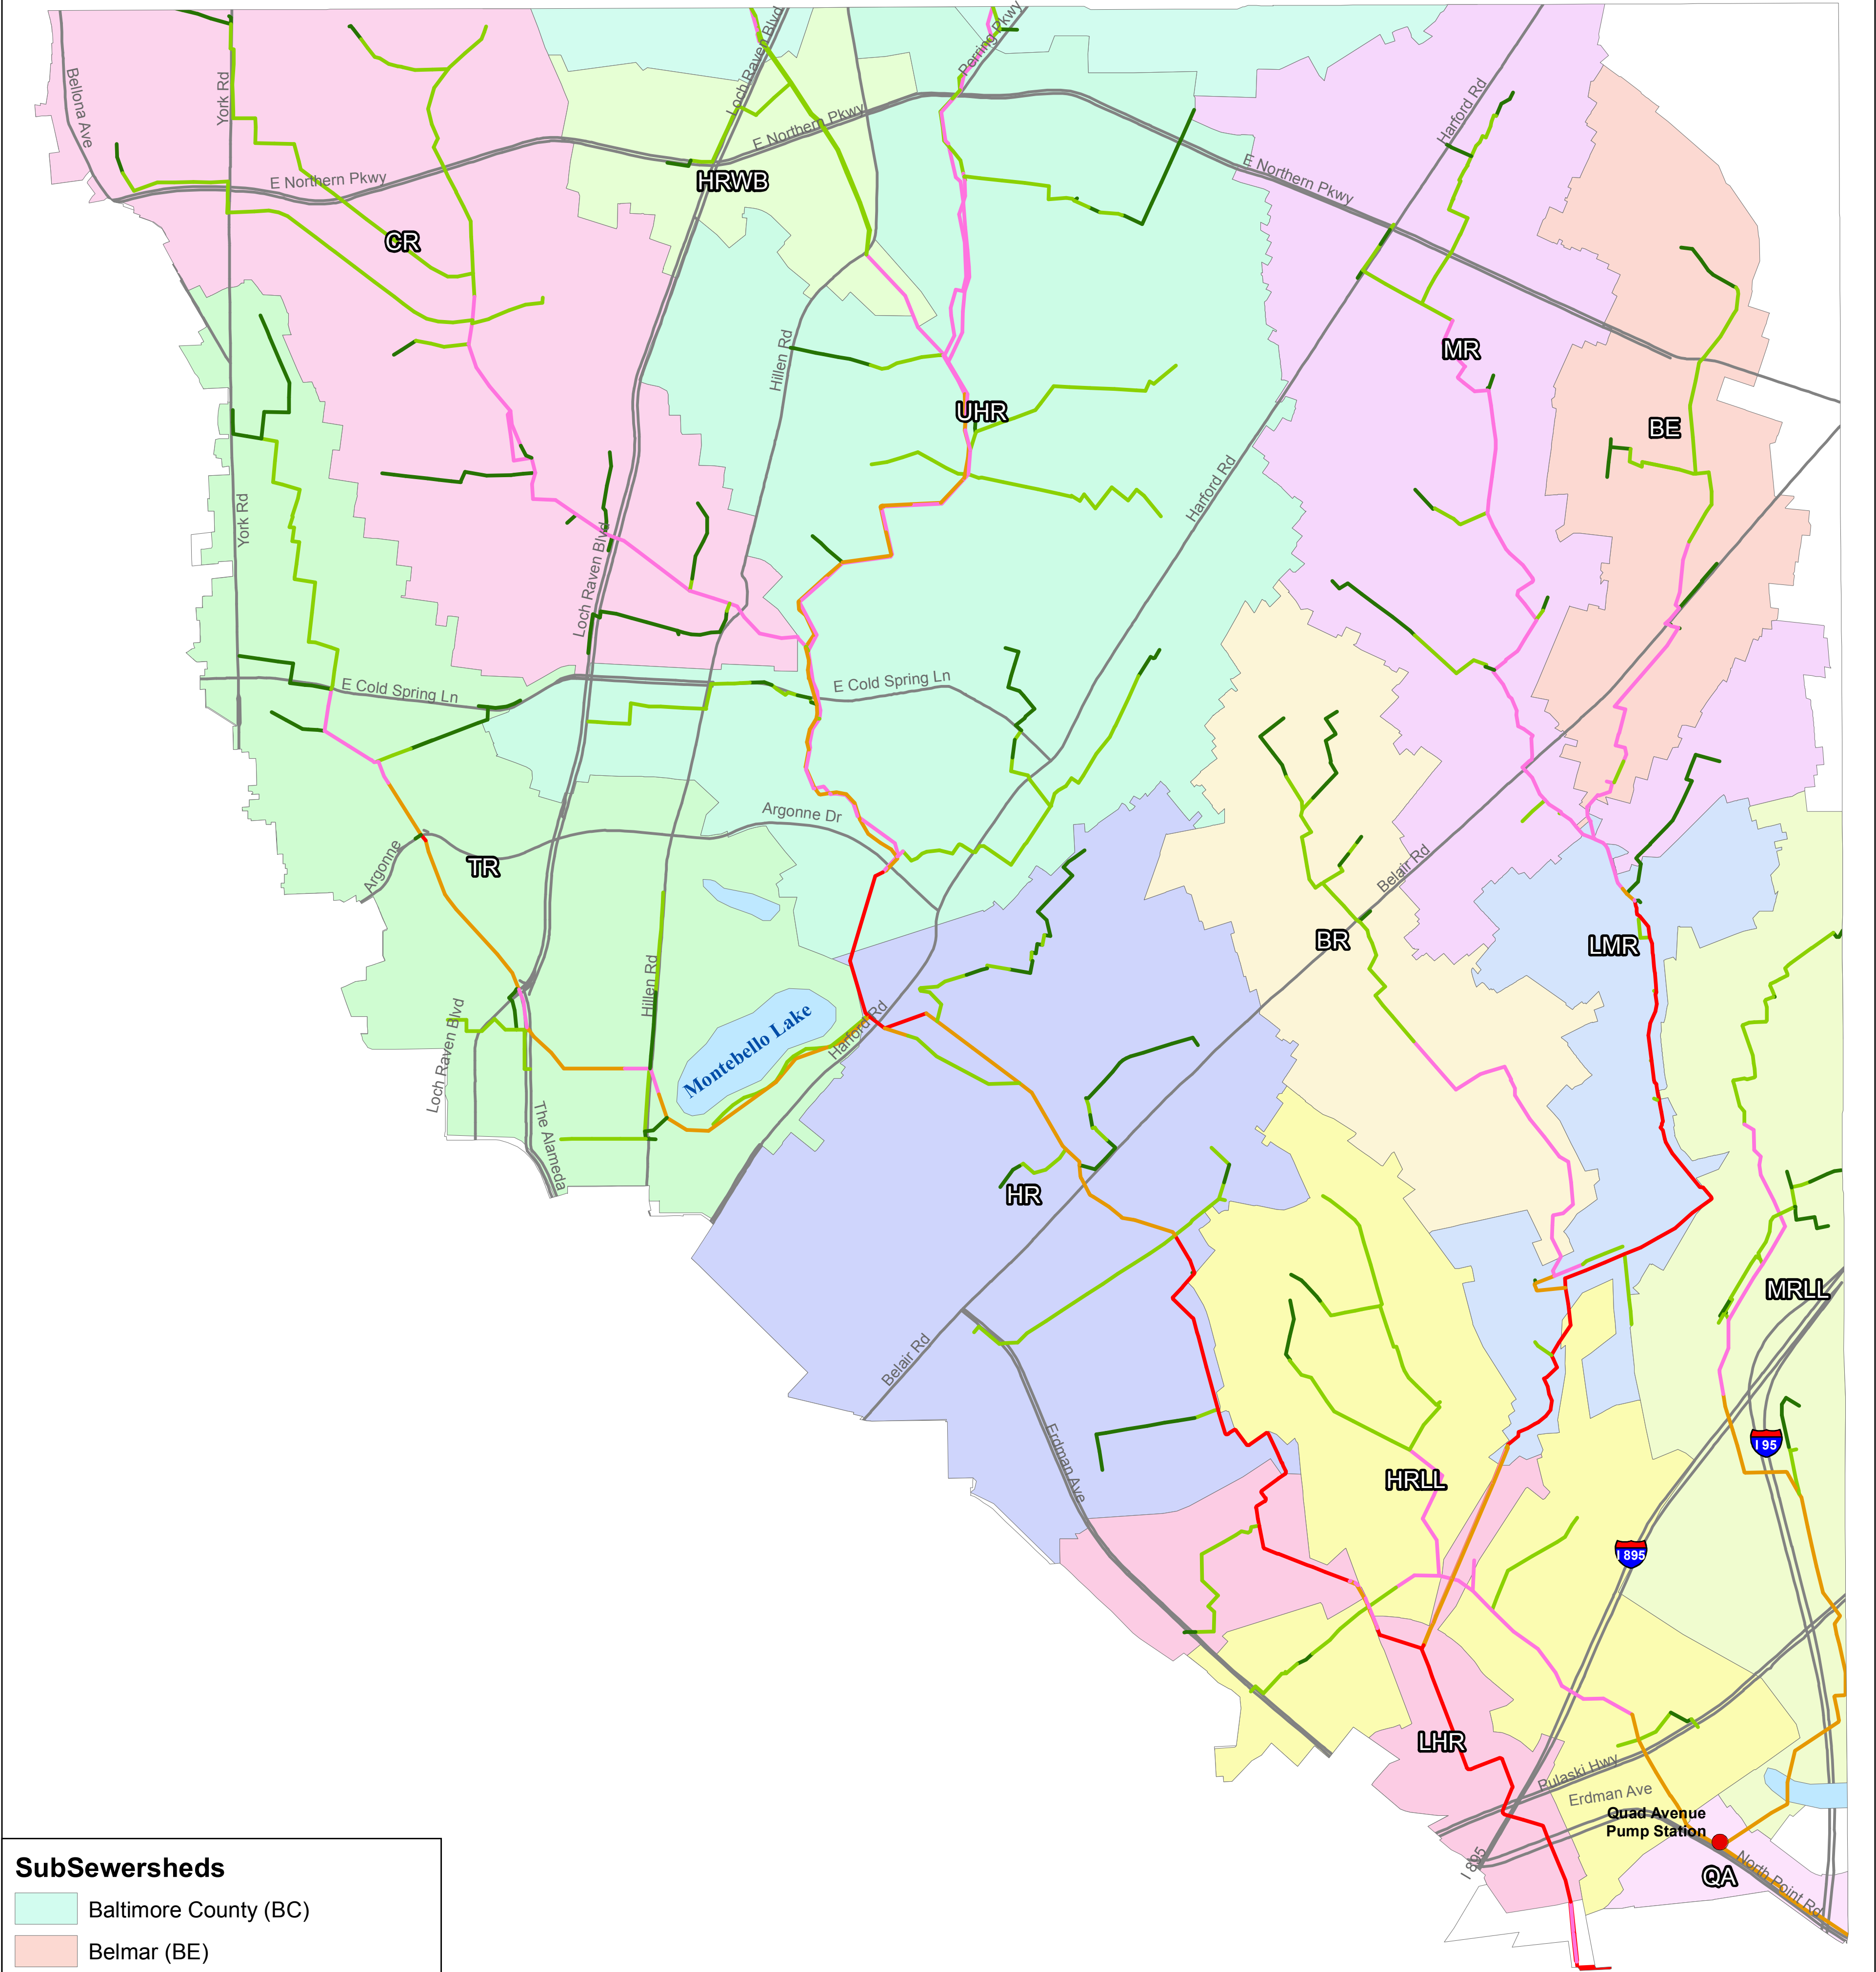 Perring Pkwy
Loch Raven Blvd
Bellona Ave
York Rd
Harford Rd
E Northern Pkwy
E Northern Pkwy
E Northern Pkwy
HRWB
CR
MR
Hillen Rd
UHR
BE
York Rd
Harford Rd
Loch Raven Blvd
E Cold Spring Ln
E Cold Spring Ln
Argonne Dr
Argonne
TR
Belair Rd
BR
LMR
Hillen Rd
Montebello Lake
Harford Rd
Loch Raven Blvd
The Alameda
HR
MRLL
Belair Rd
Erdman Ave
I 95
HRLL
I 895
LHR
Pulaski Hwy
Erdman Ave
Quad Avenue
Pump Station
I 895
QA
North Point Rd
SubSewersheds
Baltimore County (BC)
Belmar (BE)